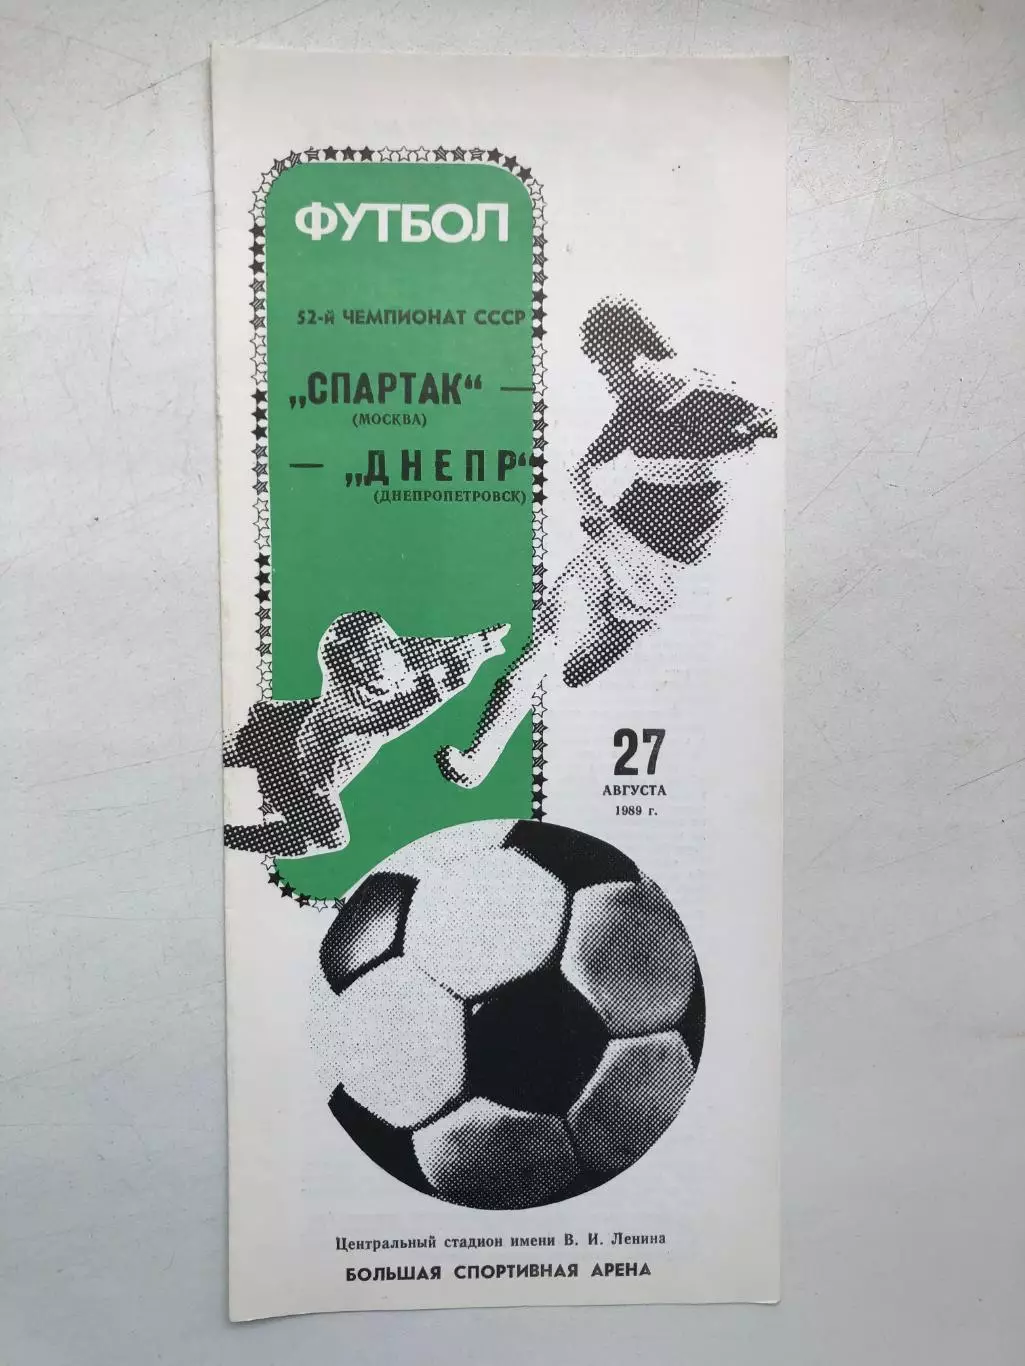 ФУТБОЛ
52-й ЧЕМПИОНАТ СССР
„СПАРТАК“ —
(МОСКВА)
— „ДНЕПР“
(ДНЕПРОПЕТРОВСК)
27
АВГУСТА
1989 г.
Центральный стадион имени В. И. Ленина
БОЛЬШАЯ СПОРТИВНАЯ АРЕНА